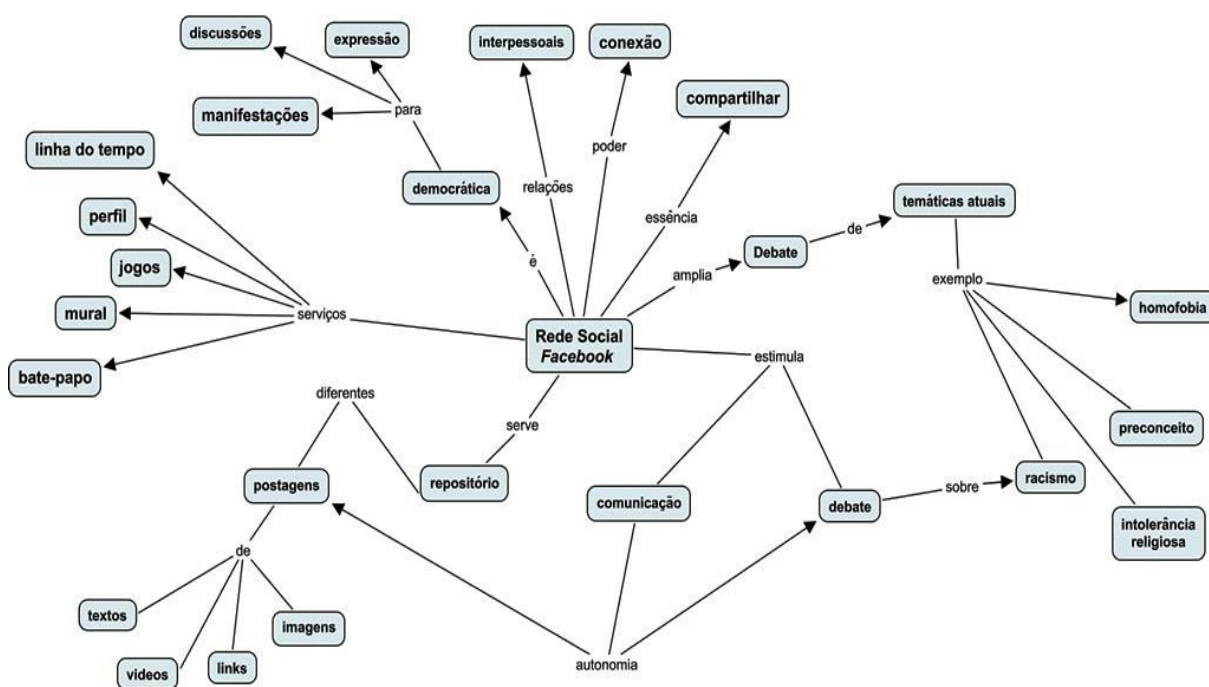 discussões
expressão
interpessoais
conexão
compartilhar
manifestações
para
linha do tempo
poder
democrática
relações
temáticas atuais
essência
perfil
de
Debate
é
jogos
amplia
exemplo
homofobia
mural
serviços
Rede Social
Facebook
estimula
bate-papo
diferentes
serve
preconceito
postagens
repositório
comunicação
debate
sobre
racismo
intolerância
religiosa
de
textos
imagens
autonomia
videos
links